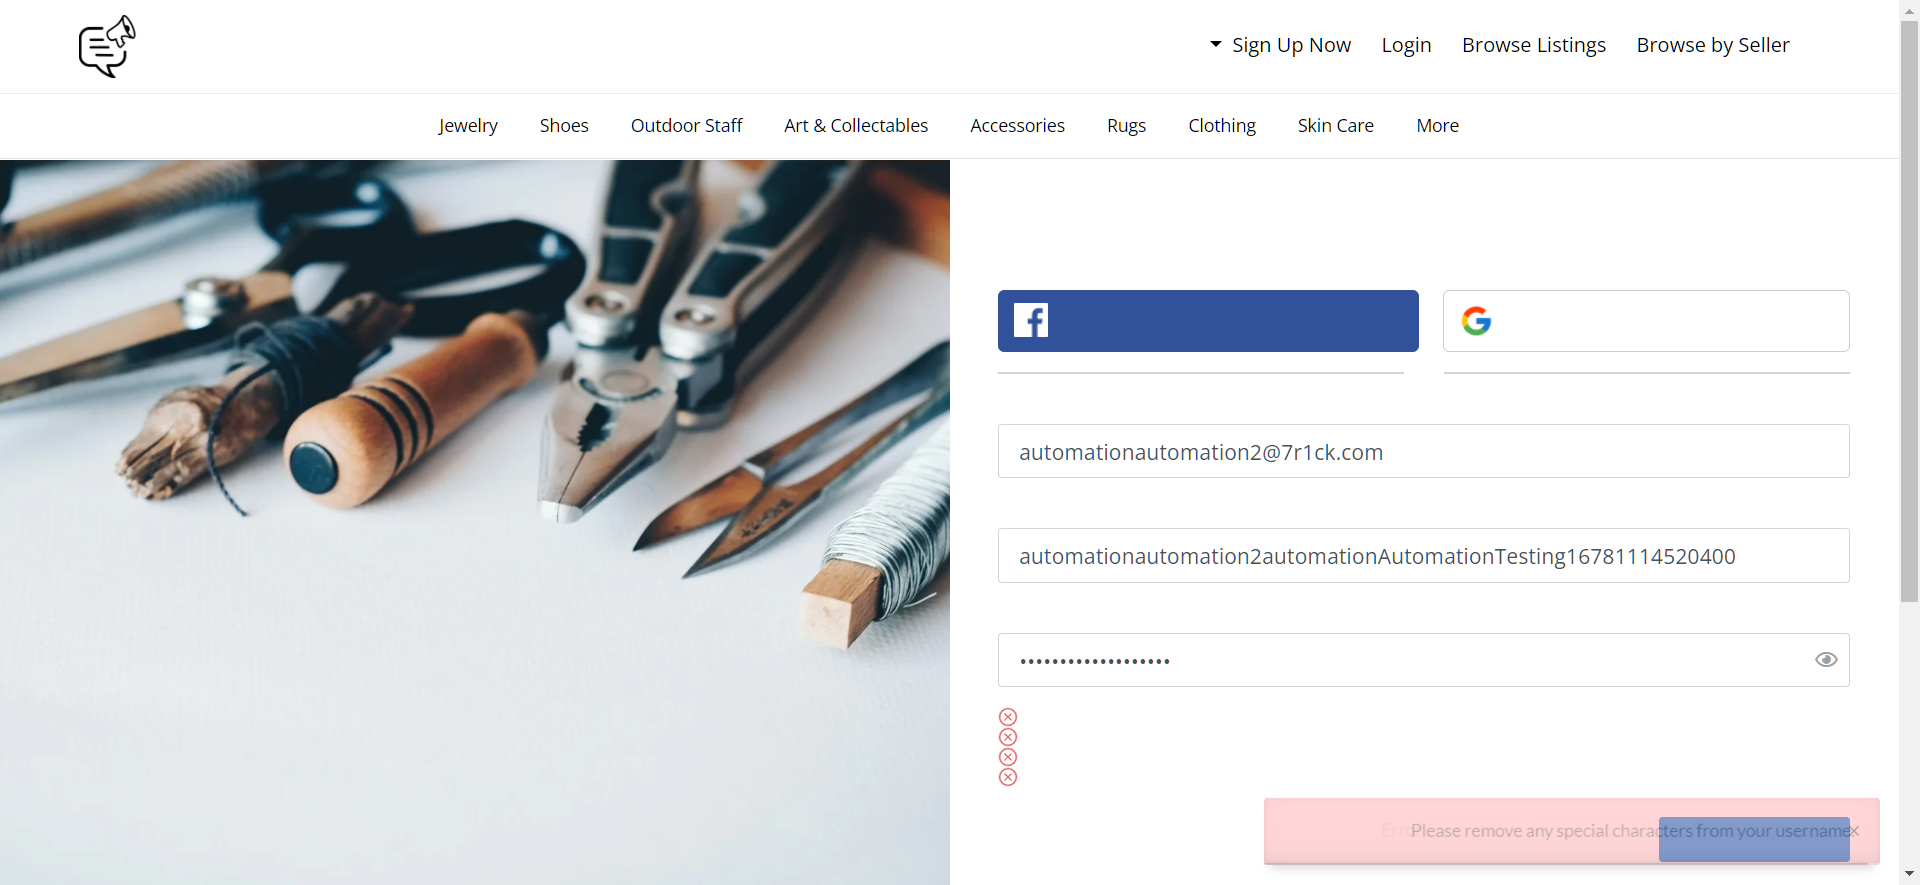 Sign Up Now Login Browse Listings Browse by Seller
Jewelry Shoes Outdoor Staff Art & Collectables Accessories Rugs Clothing Skin Care More
automationautomation2@7r1ck.com
automationautomation2automationAutomationTesting16781114520400
Please remove any special characters from your username